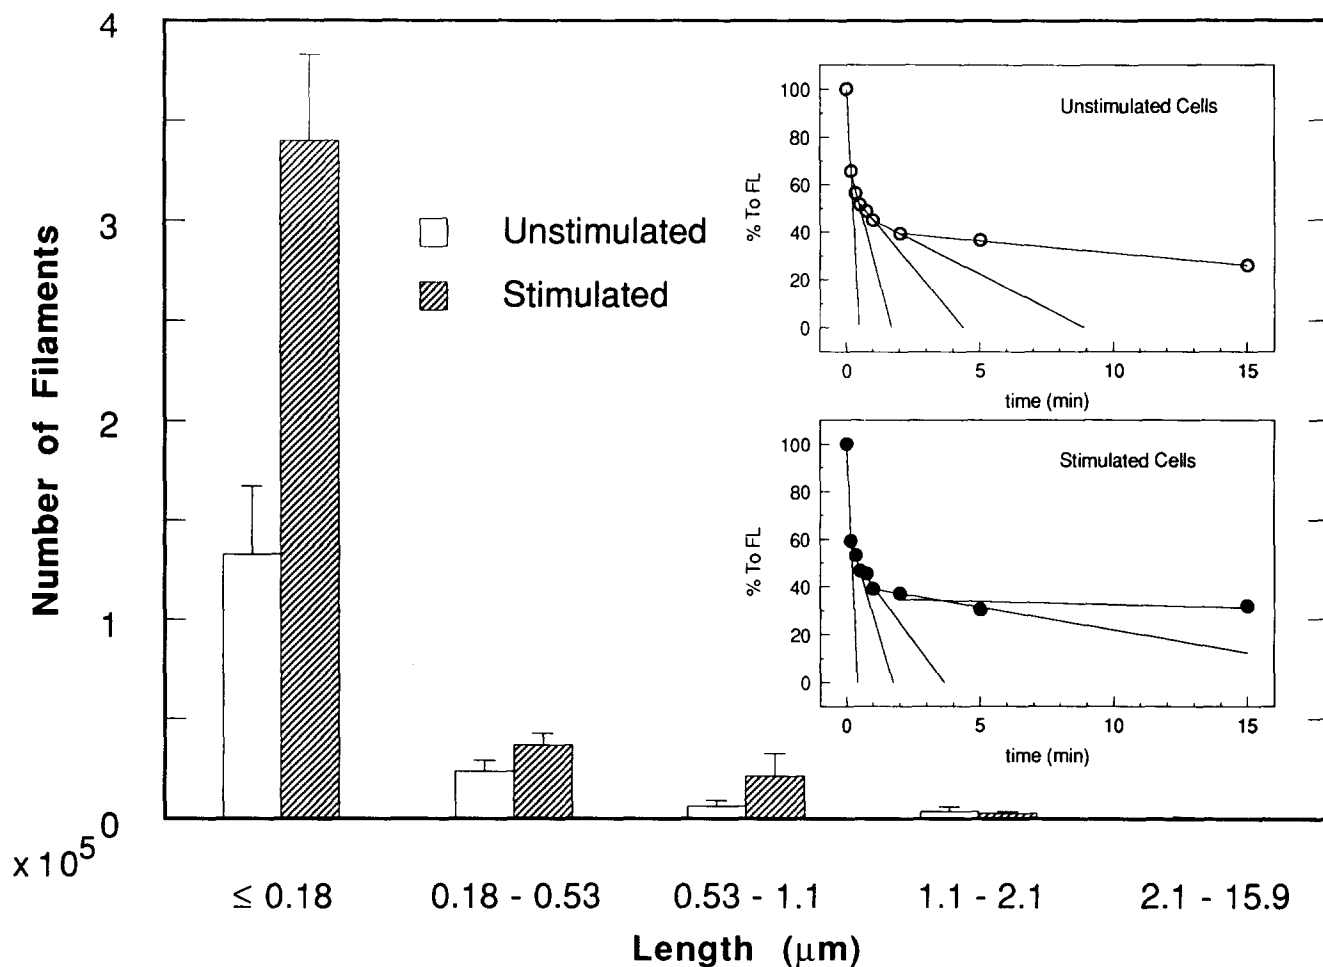 4
3
2
1
0
x 10⁵
Number of Filaments
≤ 0.18
0.18 - 0.53
0.53 - 1.1
1.1 - 2.1
2.1 - 15.9
Length (μm)
Unstimulated
Stimulated
Unstimulated Cells
100
80
60
40
20
0
% To FL
0
5
10
15
time (min)
Stimulated Cells
100
80
60
40
20
0
% To FL
0
5
10
15
time (min)